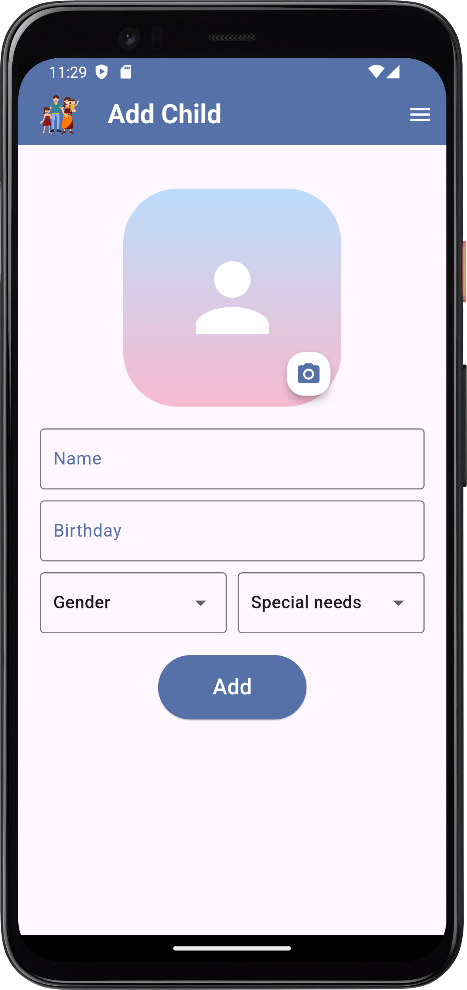 11:29
Add Child
Name
Birthday
Gender
Special needs
Add